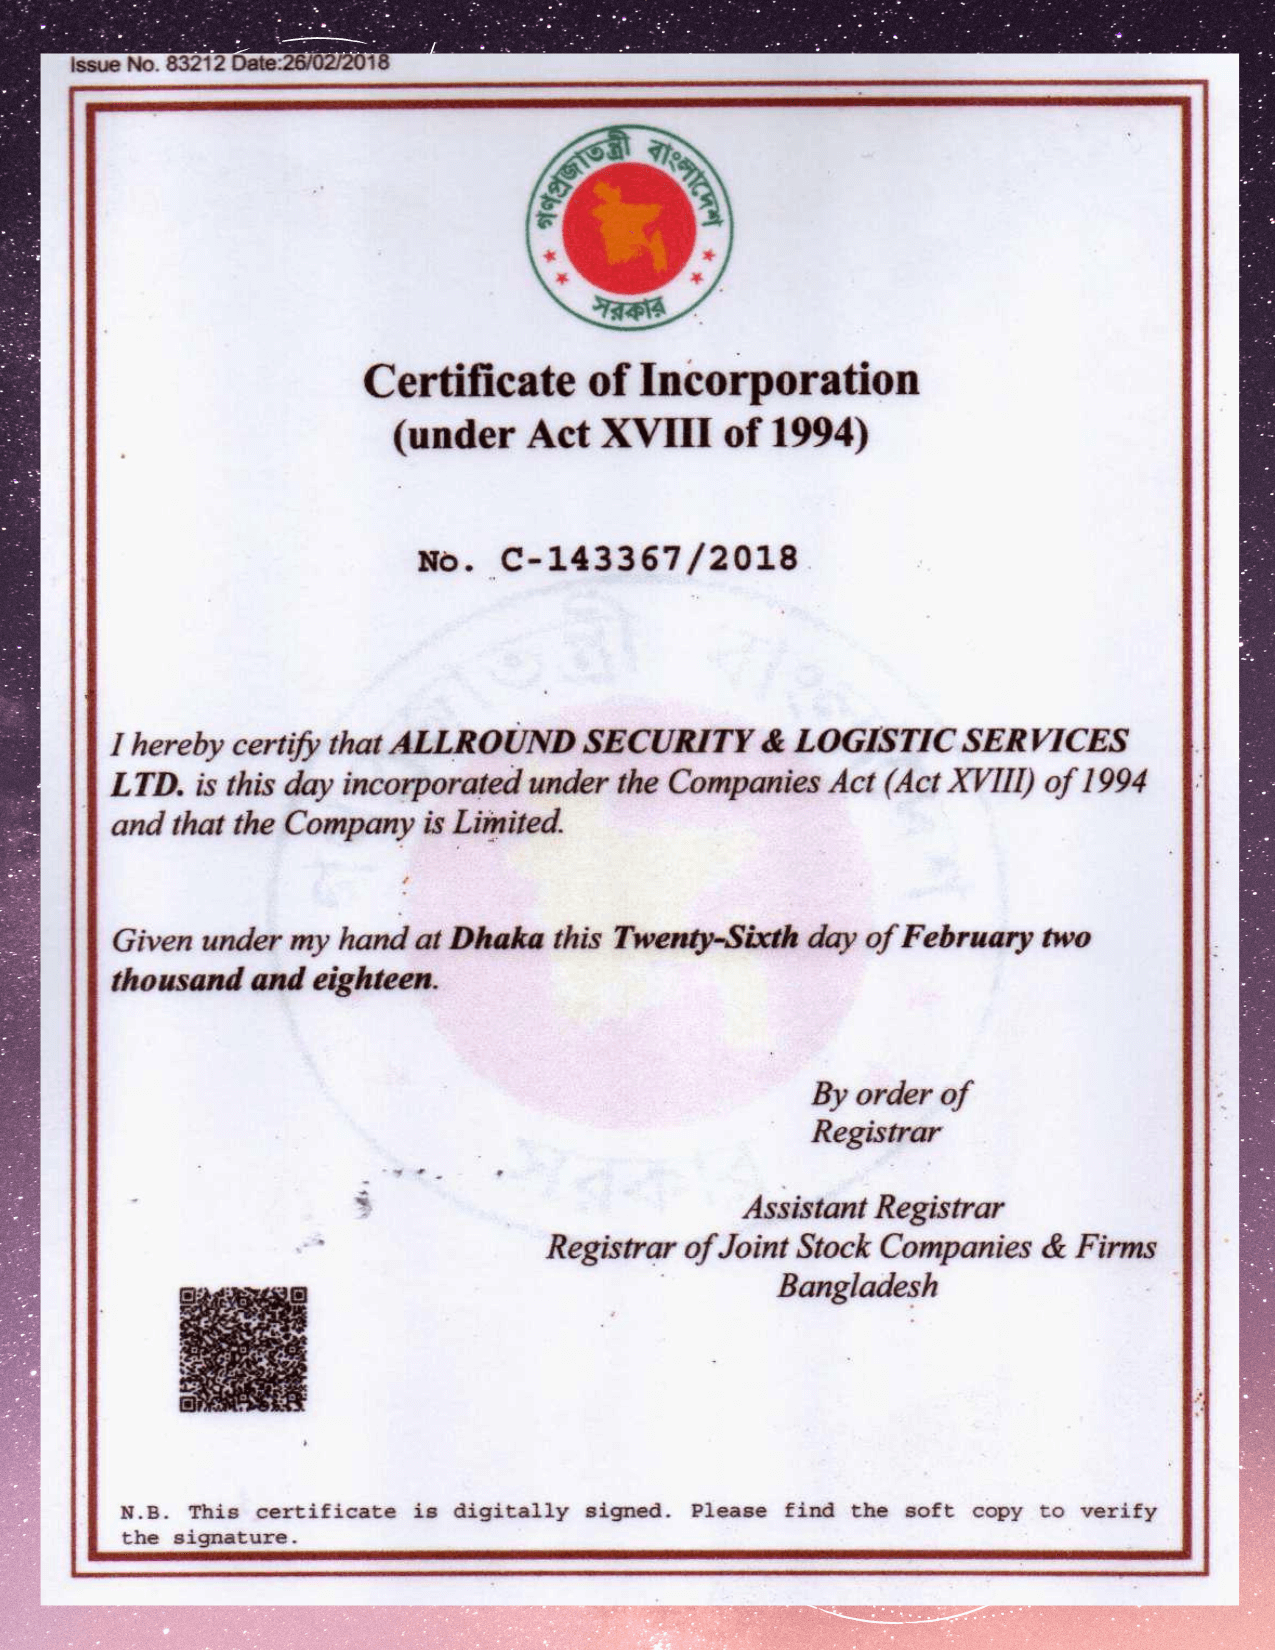 Issue No. 83212 Date:26/02/2018
গণপ্রজাতন্ত্রী বাংলাদেশ
সরকার
Certificate of Incorporation
(under Act XVIII of 1994)
No. C-143367/2018
I hereby certify that ALLROUND SECURITY & LOGISTIC SERVICES
LTD. is this day incorporated under the Companies Act (Act XVIII) of 1994
and that the Company is Limited.
Given under my hand at Dhaka this Twenty-Sixth day of February two
thousand and eighteen.
By order of
Registrar
Assistant Registrar
Registrar of Joint Stock Companies & Firms
Bangladesh
N.B. This certificate is digitally signed. Please find the soft copy to verify
the signature.